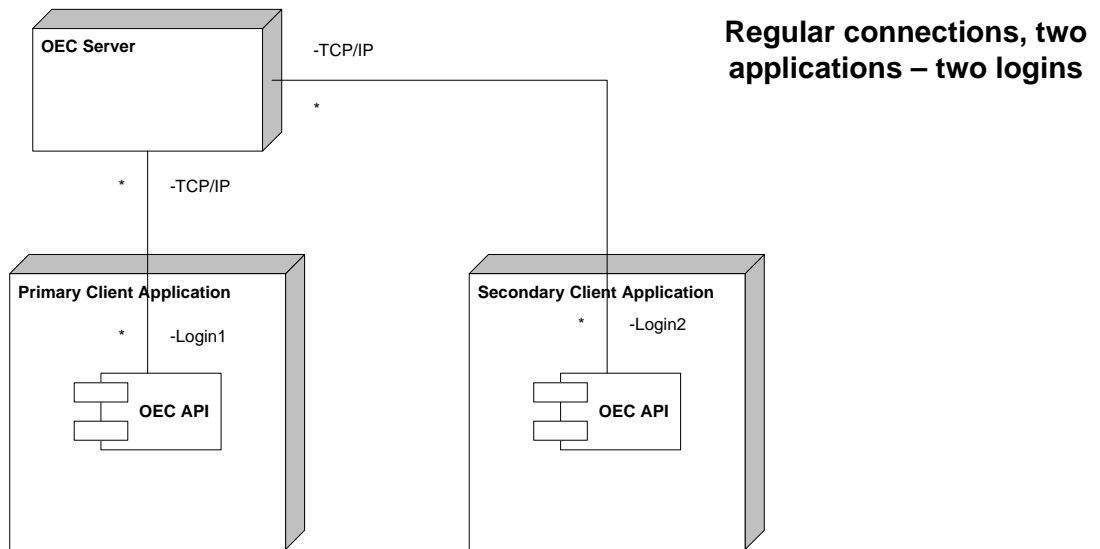 Regular connections, two
applications – two logins
OEC Server
-TCP/IP
*
* -TCP/IP
Primary Client Application
* -Login1
OEC API
Secondary Client Application
* -Login2
OEC API